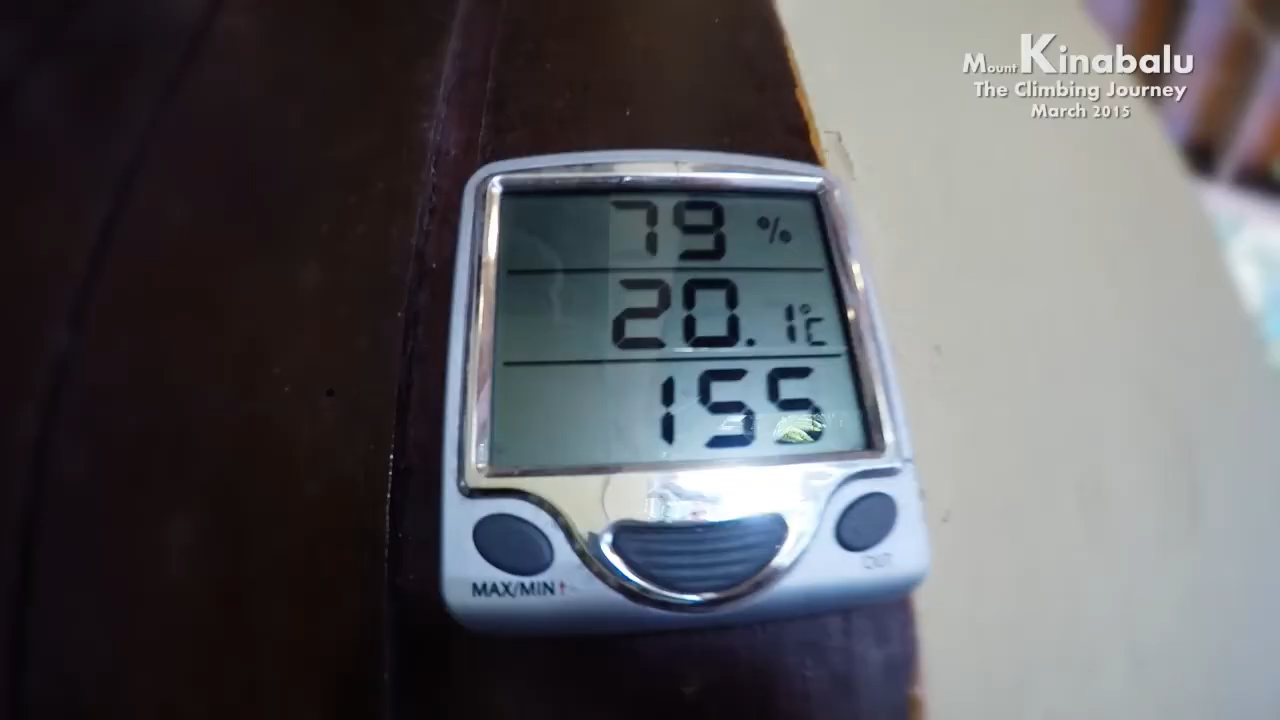 Mount Kinabalu
The Climbing Journey
March 2015
79 %
20.1°C
155
MAX/MIN